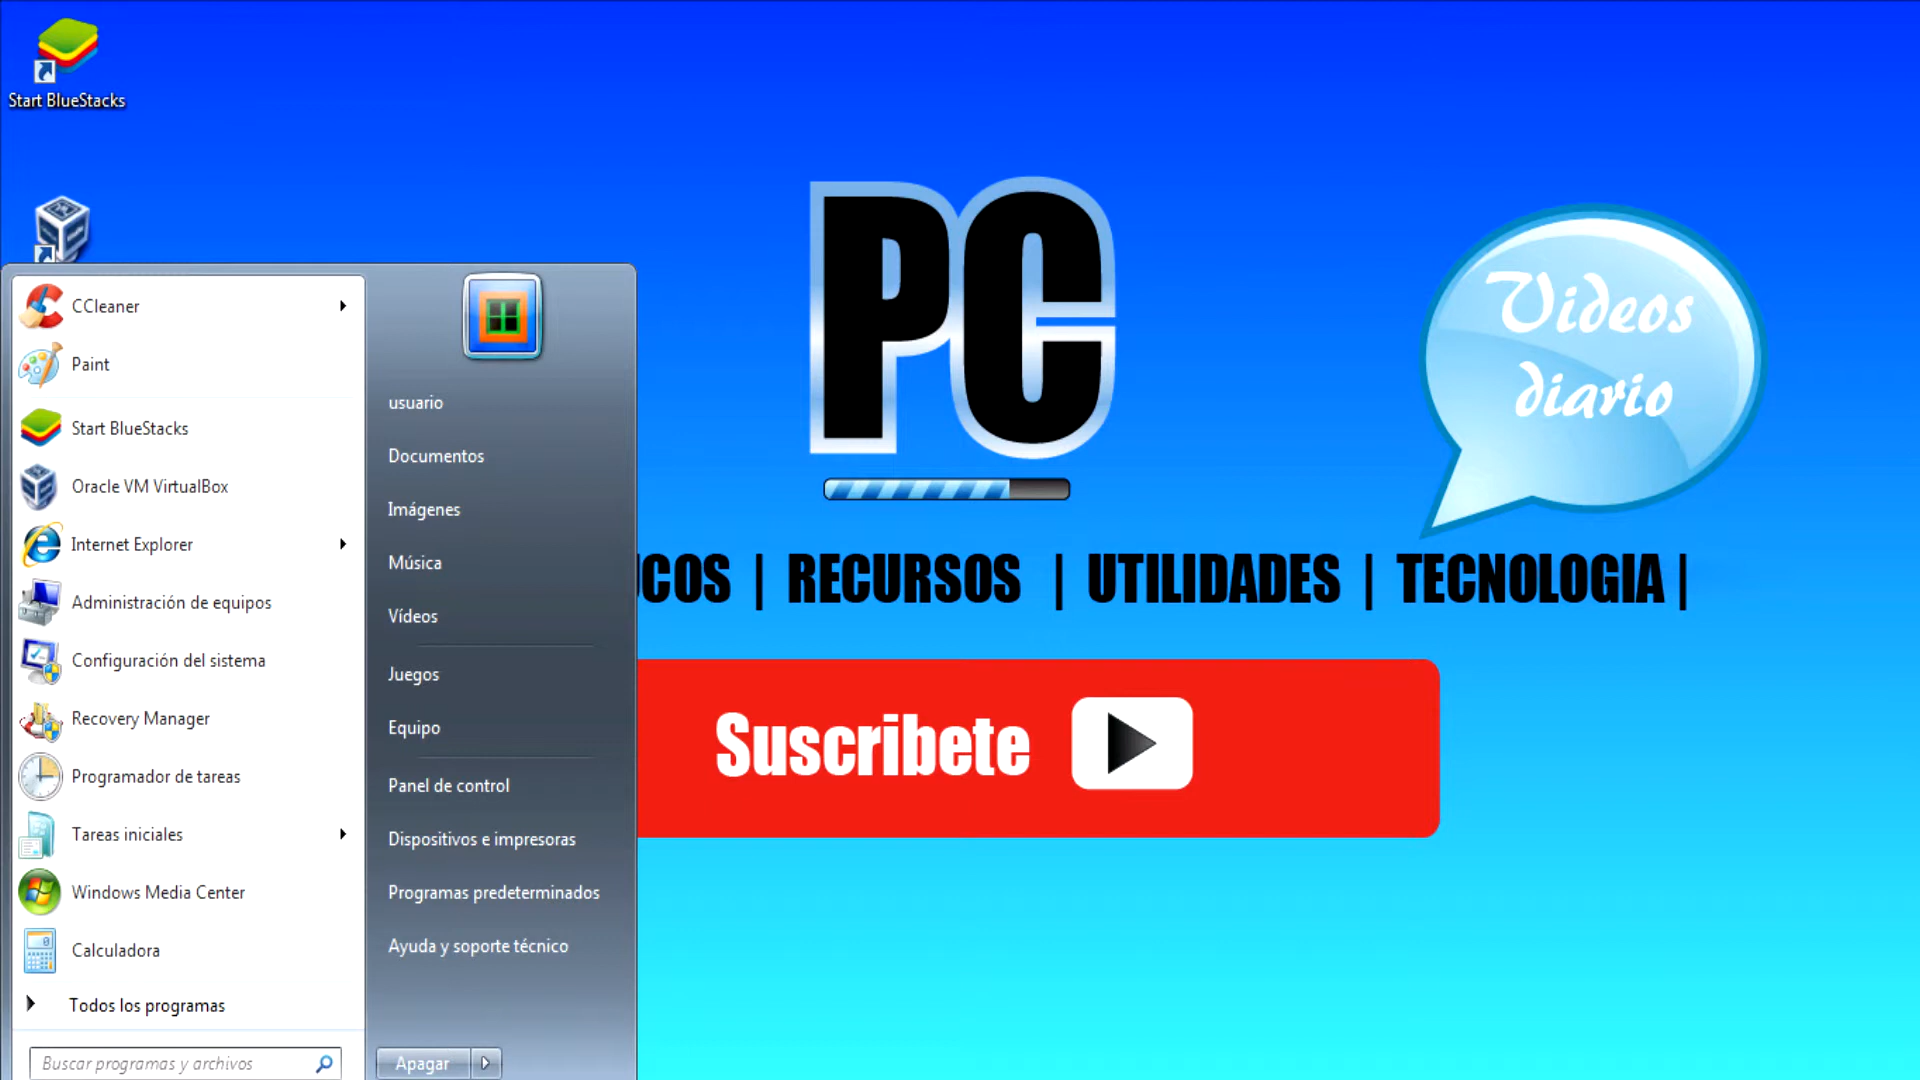 Start BlueStacks
CCleaner
Paint
Start BlueStacks
Oracle VM VirtualBox
Internet Explorer
Administración de equipos
Configuración del sistema
Recovery Manager
Programador de tareas
Tareas iniciales
Windows Media Center
Calculadora
Todos los programas
Buscar programas y archivos
usuario
Documentos
Imágenes
Música
Vídeos
Juegos
Equipo
Panel de control
Dispositivos e impresoras
Programas predeterminados
Ayuda y soporte técnico
Apagar
PC
Videos
diario
| RECURSOS | UTILIDADES | TECNOLOGIA |
Suscribete